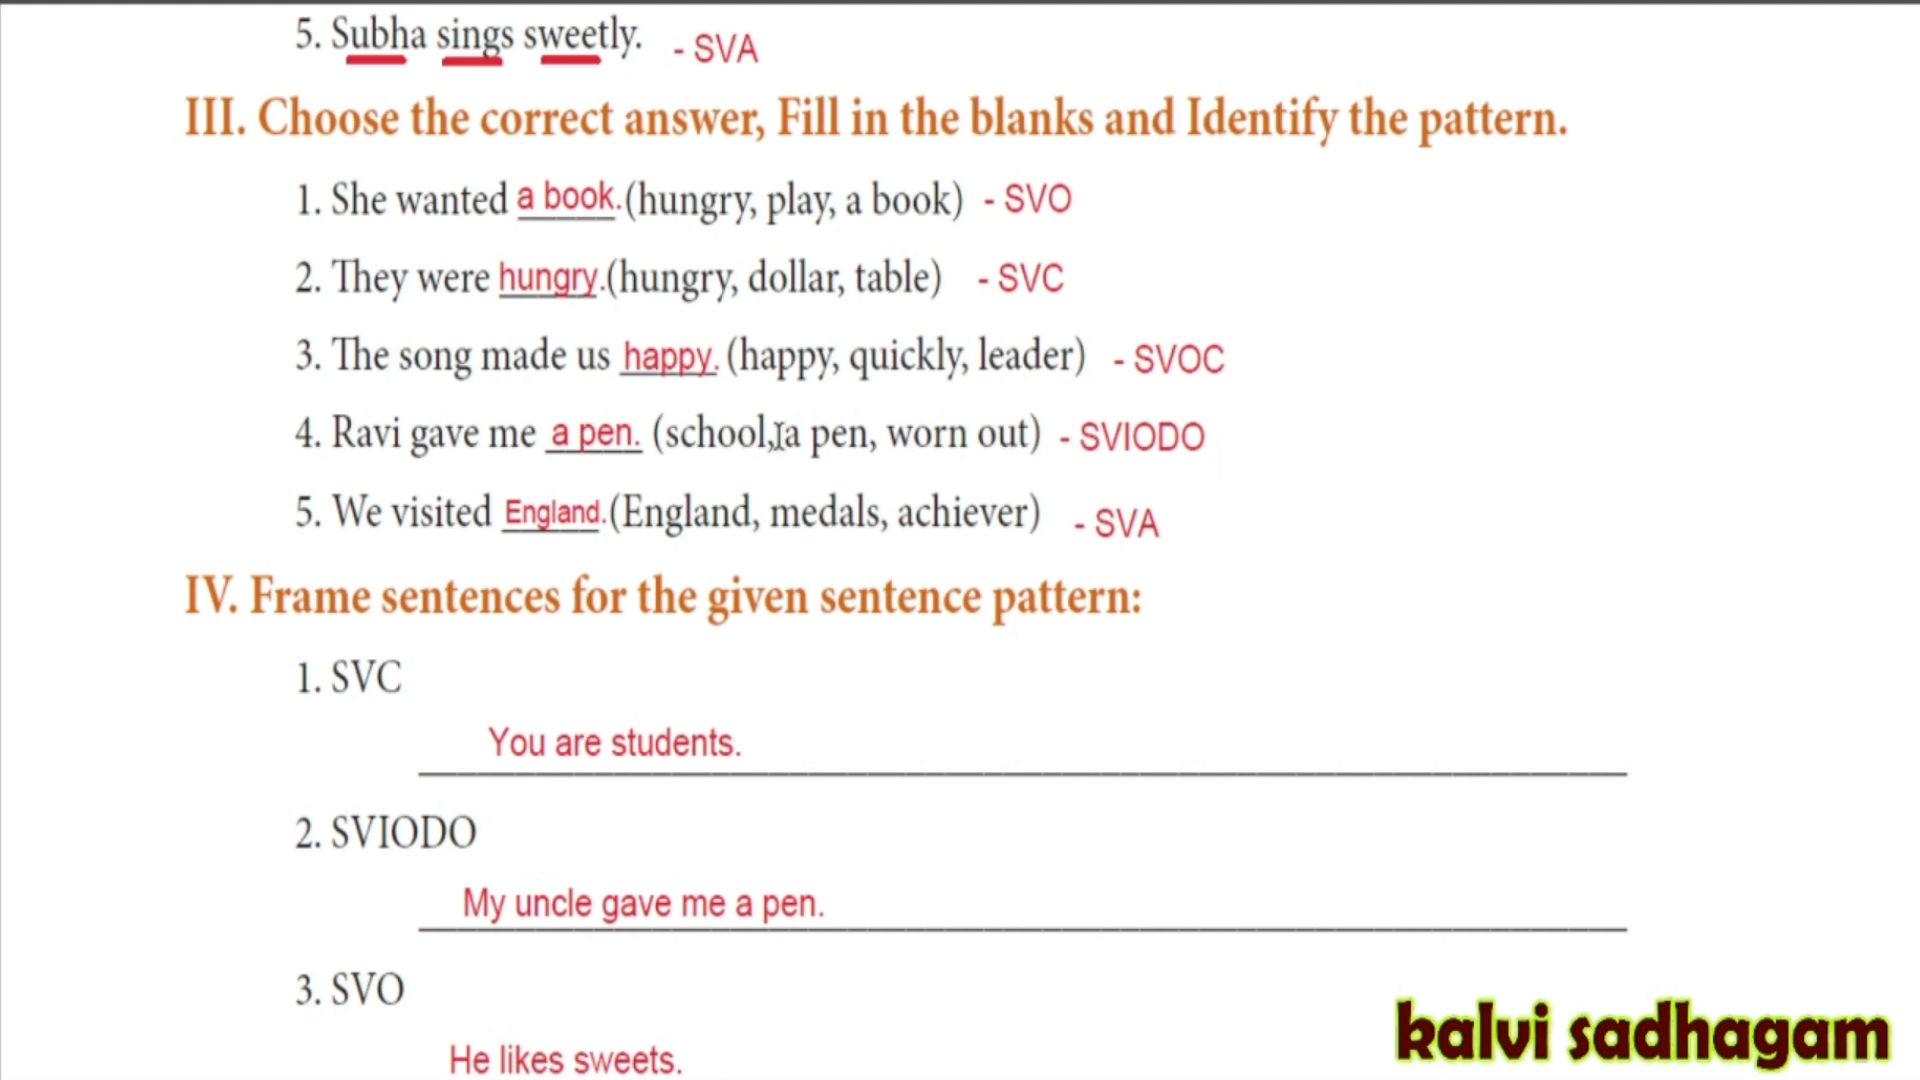 5. Subha sings sweetly. - SVA
III. Choose the correct answer, Fill in the blanks and Identify the pattern.
1. She wanted a book. (hungry, play, a book) - SVO
2. They were hungry. (hungry, dollar, table) - SVC
3. The song made us happy. (happy, quickly, leader) - SVOC
4. Ravi gave me a pen. (school, a pen, worn out) - SVIODO
5. We visited England. (England, medals, achiever) - SVA
IV. Frame sentences for the given sentence pattern:
1. SVC
You are students.
2. SVIODO
My uncle gave me a pen.
3. SVO
He likes sweets.
kalvi sadhagam